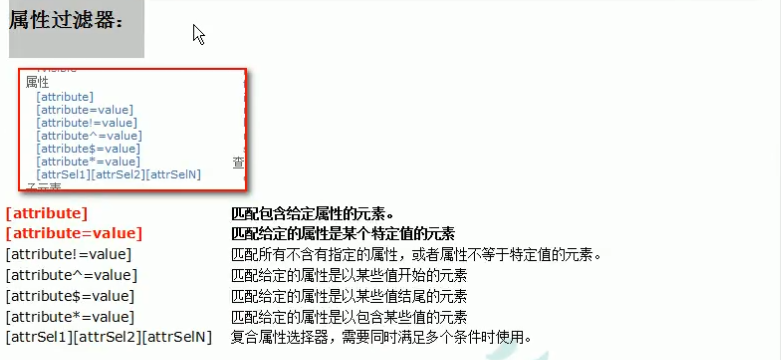 属性过滤器：
属性
[attribute]
[attribute=value]
[attribute!=value]
[attribute^=value]
[attribute$=value]
[attribute*=value] 查
[attrSel1][attrSel2][attrSelN]
子元素
[attribute] 匹配包含给定属性的元素。
[attribute=value] 匹配给定的属性是某个特定值的元素
[attribute!=value] 匹配所有不含有指定的属性，或者属性不等于特定值的元素。
[attribute^=value] 匹配给定的属性是以某些值开始的元素
[attribute$=value] 匹配给定的属性是以某些值结尾的元素
[attribute*=value] 匹配给定的属性是以包含某些值的元素
[attrSel1][attrSel2][attrSelN] 复合属性选择器，需要同时满足多个条件时使用。